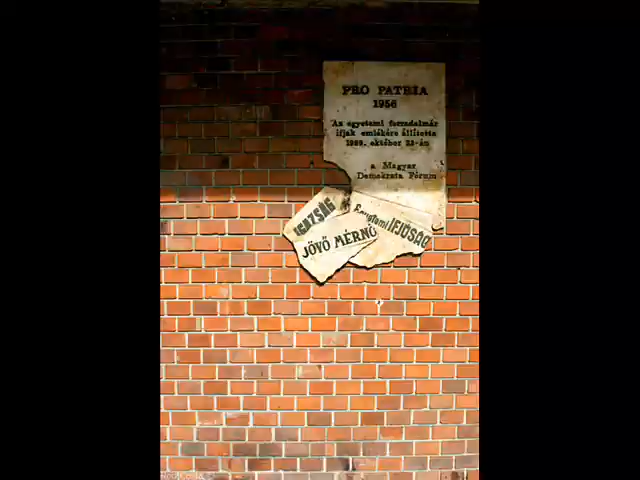 PRO PATRIA
1956
Az egyetemi forradalmár
ifjak emlékére állította
1989. október 23-án
a Magyar
Demokrata Fórum
IGAZSÁG
Egyetemi IFJÚSÁG
JÖVŐ MÉRNÖ